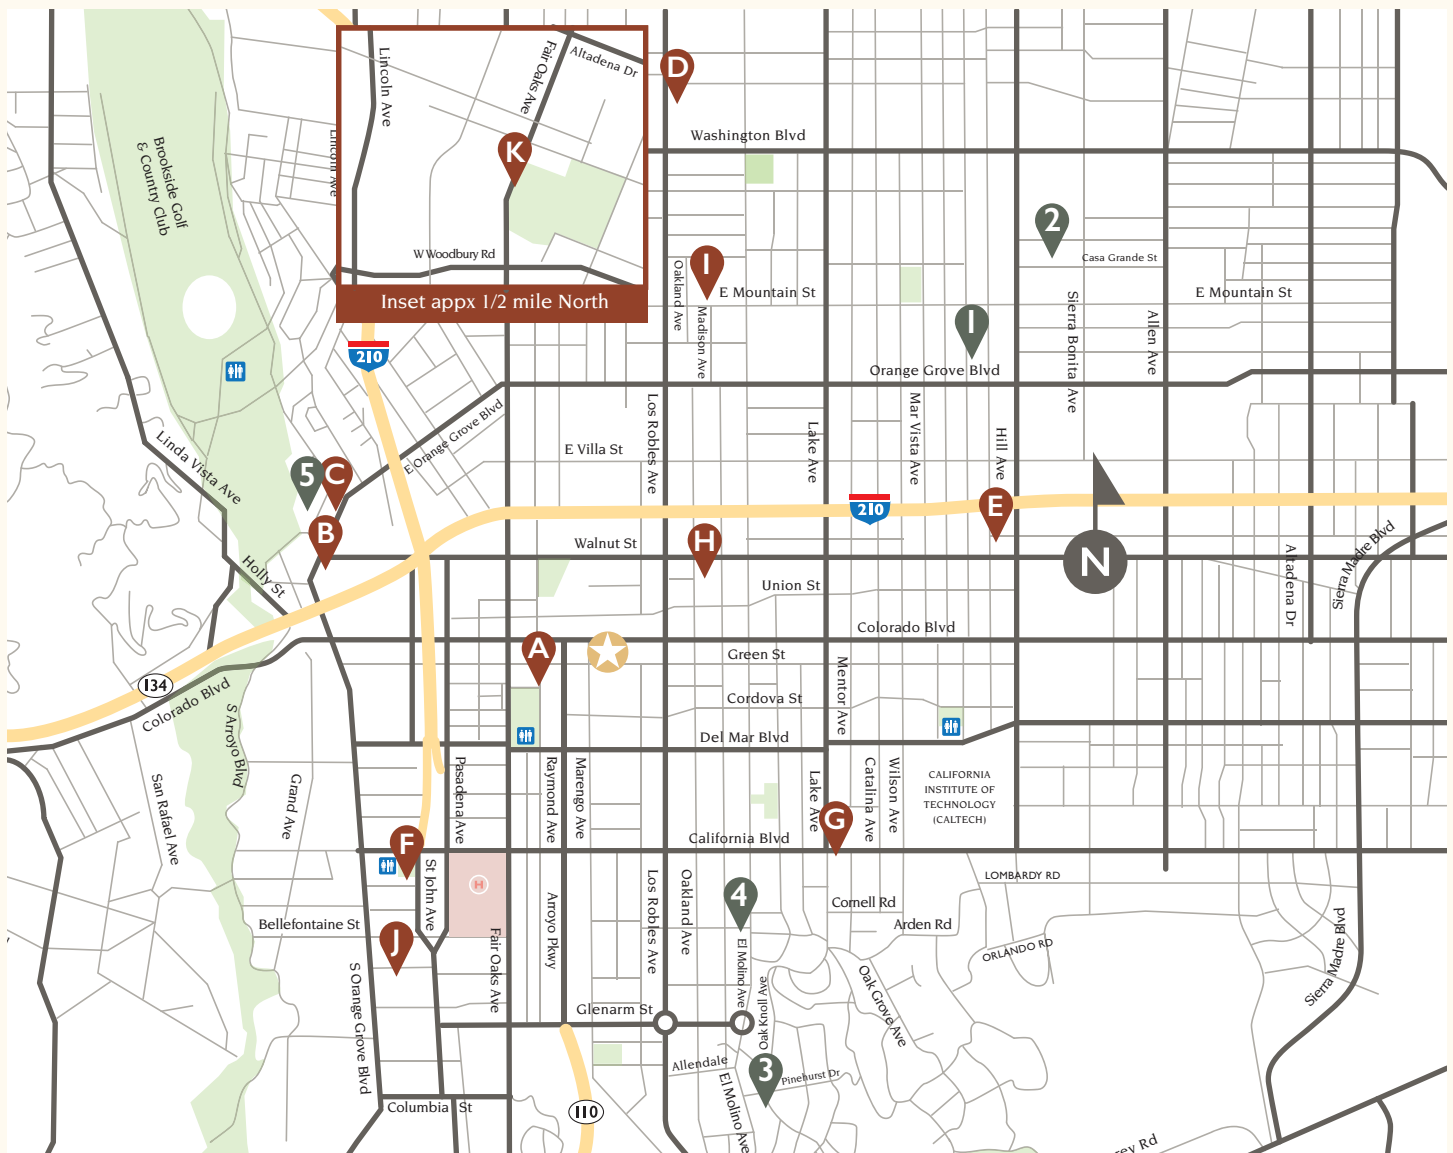 Lincoln Ave
Fair Oaks Ave
Altadena Dr
D
Washington Blvd
K
Lincoln Ave
Brookside Golf
& Country Club
W Woodbury Rd
Inset appx 1/2 mile North
2
Casa Grande St
I
Oakland Ave
E Mountain St
Madison Ave
E Mountain St
Sierra Bonita Ave
Allen Ave
1
210
Orange Grove Blvd
E Orange Grove Blvd
Los Robles Ave
Lake Ave
Mar Vista Ave
Hill Ave
E Villa St
Linda Vista Ave
5
C
B
210
E
H
Walnut St
N
Altadena Dr
Sierra Madre Blvd
Holly St
Union St
Colorado Blvd
A
Green St
Mentor Ave
Cordova St
134
Colorado Blvd
S Arroyo Blvd
Del Mar Blvd
San Rafael Ave
Grand Ave
Pasadena Ave
Raymond Ave
Marengo Ave
Lake Ave
Catalina Ave
Wilson Ave
CALIFORNIA
INSTITUTE OF
TECHNOLOGY
(CALTECH)
G
California Blvd
F
St John Ave
H
LOMBARDY RD
4
Cornell Rd
Arden Rd
Bellefontaine St
J
Fair Oaks Ave
Arroyo Pkwy
Los Robles Ave
Oakland Ave
El Molino Ave
Oak Knoll Ave
Oak Grove Ave
ORLANDO RD
Sierra Madre Blvd
Sierra Madre Blvd
S Orange Grove Blvd
Glenarm St
Allendale
3
Pinehurst Dr
El Molino Ave
Columbia St
110
rey Rd